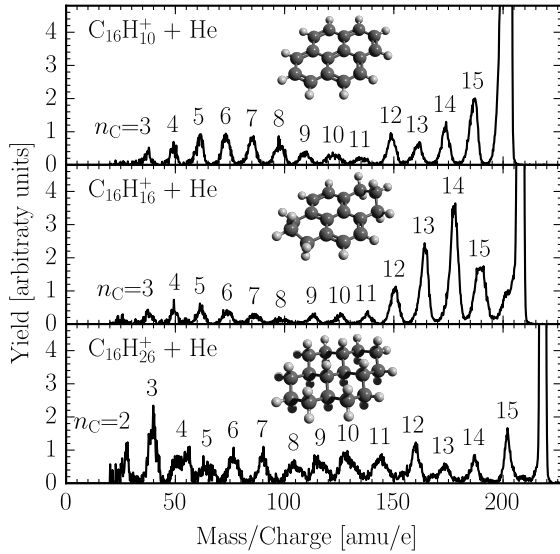 C₁₆H₁₀⁺ + He
n_C=3 4 5 6 7 8 9 10 11 12 13 14 15
0 1 2 3 4
C₁₆H₁₆⁺ + He
n_C=3 4 5 6 7 8 9 10 11 12 13 14 15
0 1 2 3 4
C₁₆H₂₆⁺ + He
n_C=2 3 4 5 6 7 8 9 10 11 12 13 14 15
0 1 2 3 4
Yield [arbitraty units]
0 50 100 150 200
Mass/Charge [amu/e]